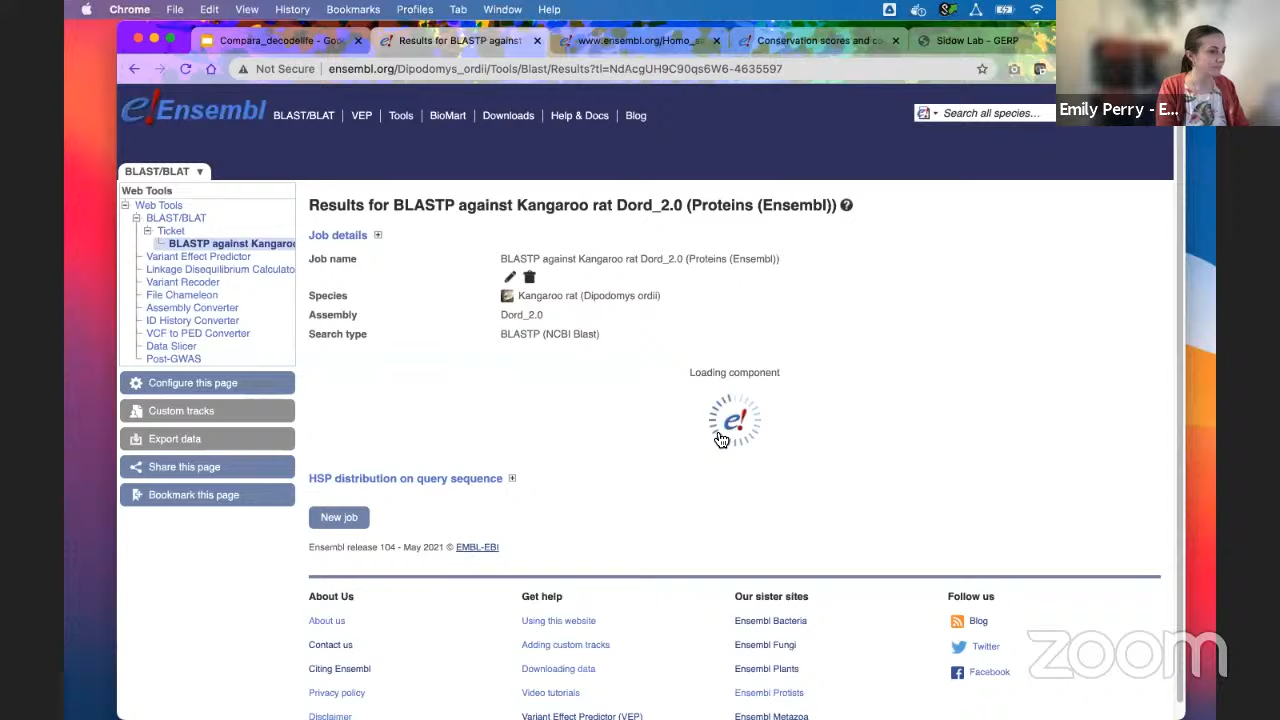 Chrome File Edit View History Bookmarks Profiles Tab Window Help
Compara_decodelife - Goo
Results for BLASTP against
www.ensembl.org/Homo_sa
Conservation scores and co
Sidow Lab - GERP
Not Secure ensembl.org/Dipodomys_ordii/Tools/Blast/Results?tl=NdAcgUH9C90qs6W6-4635597
Emily Perry - E...
e!Ensembl BLAST/BLAT VEP Tools BioMart Downloads Help & Docs Blog
Search all species...
BLAST/BLAT ▼
Web Tools
Web Tools
BLAST/BLAT
Ticket
BLASTP against Kangaroo
Variant Effect Predictor
Linkage Disequilibrium Calculato
Variant Recoder
File Chameleon
Assembly Converter
ID History Converter
VCF to PED Converter
Data Slicer
Post-GWAS
Configure this page
Custom tracks
Export data
Share this page
Bookmark this page
Results for BLASTP against Kangaroo rat Dord_2.0 (Proteins (Ensembl))
Job details
Job name BLASTP against Kangaroo rat Dord_2.0 (Proteins (Ensembl))
Species Kangaroo rat (Dipodomys ordii)
Assembly Dord_2.0
Search type BLASTP (NCBI Blast)
Loading component
e!
HSP distribution on query sequence
New job
Ensembl release 104 - May 2021 © EMBL-EBI
About Us
About us
Contact us
Citing Ensembl
Privacy policy
Disclaimer
Get help
Using this website
Adding custom tracks
Downloading data
Video tutorials
Variant Effect Predictor (VEP)
Our sister sites
Ensembl Bacteria
Ensembl Fungi
Ensembl Plants
Ensembl Protists
Ensembl Metazoa
Follow us
Blog
Twitter
Facebook
zoom